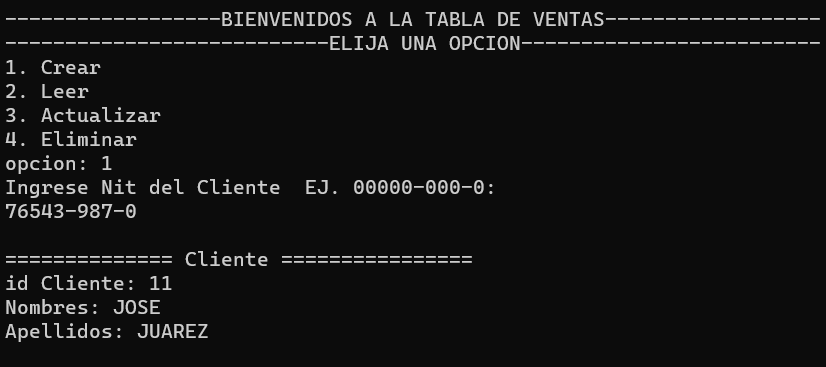 ------------------BIENVENIDOS A LA TABLA DE VENTAS------------------
---------------------------ELIJA UNA OPCION-------------------------
1. Crear
2. Leer
3. Actualizar
4. Eliminar
opcion: 1
Ingrese Nit del Cliente  EJ. 00000-000-0:
76543-987-0

============== Cliente ================
id Cliente: 11
Nombres: JOSE
Apellidos: JUAREZ